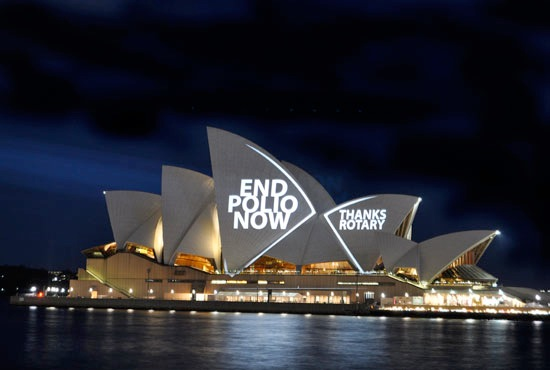 END
POLIO
NOW
THANKS
ROTARY